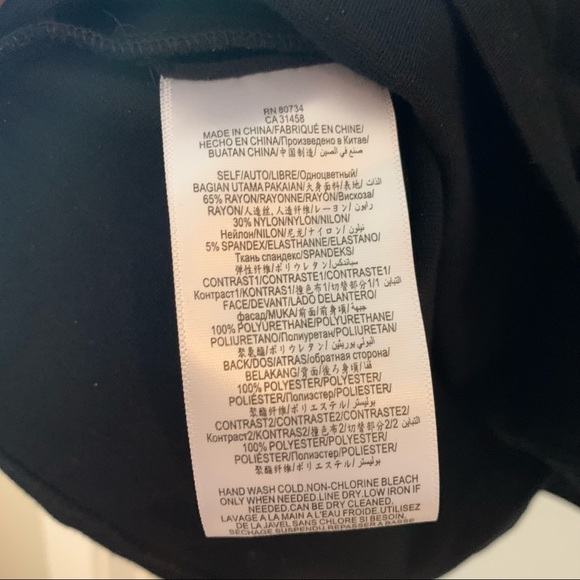 RN 80734
CA 31458
MADE IN CHINA/FABRIQUÉ EN CHINE/
HECHO EN CHINA/Произведено в Китае/
BUATAN CHINA/中国制造/ صنع في الصين
SELF/AUTO/LIBRE/Одноцветный/
BAGIAN UTAMA PAKAIAN/大身面料/表地/ الذات
65% RAYON/RAYONNE/RAYÓN/Вискоза/
RAYON/人造丝、人造纤维/レーヨン/ رايون
30% NYLON/NYLON/NILON/
Нейлон/NILON/尼龙/ナイロン/ نيلون
5% SPANDEX/ELASTHANNE/ELASTANO/
Ткань спандекс/SPANDEKS/
弹性纤维/ポリウレタン/ سباندكس
CONTRAST1/CONTRASTE1/CONTRASTE1/
Контраст1/KONTRAS1/撞色布1/切替部分1/ التباين 1
FACE/DEVANT/LADO DELANTERO/
фасад/MUKA/前面/前身頃/ جبهة
100% POLYURETHANE/POLYURÉTHANE/
POLIURETANO/Полиуретан/POLIURETAN/
聚氨酯/ポリウレタン/ البولي يوريثين
BACK/DOS/ATRÁS/обратная сторона/
BELAKANG/背面/後ろ身頃/ قفا
100% POLYESTER/POLYESTER/
POLIÉSTER/Полиэстер/POLIESTER/
聚酯纤维/ポリエステル/ بوليستر
CONTRAST2/CONTRASTE2/CONTRASTE2/
Контраст2/KONTRAS2/撞色布2/切替部分2/ التباين 2
100% POLYESTER/POLYESTER/
POLIÉSTER/Полиэстер/POLIESTER/
聚酯纤维/ポリエステル/ بوليستر
HAND WASH COLD.NON-CHLORINE BLEACH
ONLY WHEN NEEDED.LINE DRY.LOW IRON IF
NEEDED.CAN BE DRY CLEANED.
LAVAGE A LA MAIN A L'EAU FROIDE.UTILISEZ
DE LA JAVEL SANS CHLORE SI BESOIN.
SECHAGE SUSPENDU.REPASSER A BASSE